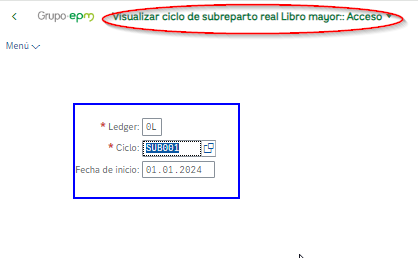 Grupo·epm Visualizar ciclo de subreparto real Libro mayor:: Acceso
Menú
* Ledger: 0L
* Ciclo: SUB001
Fecha de inicio: 01.01.2024